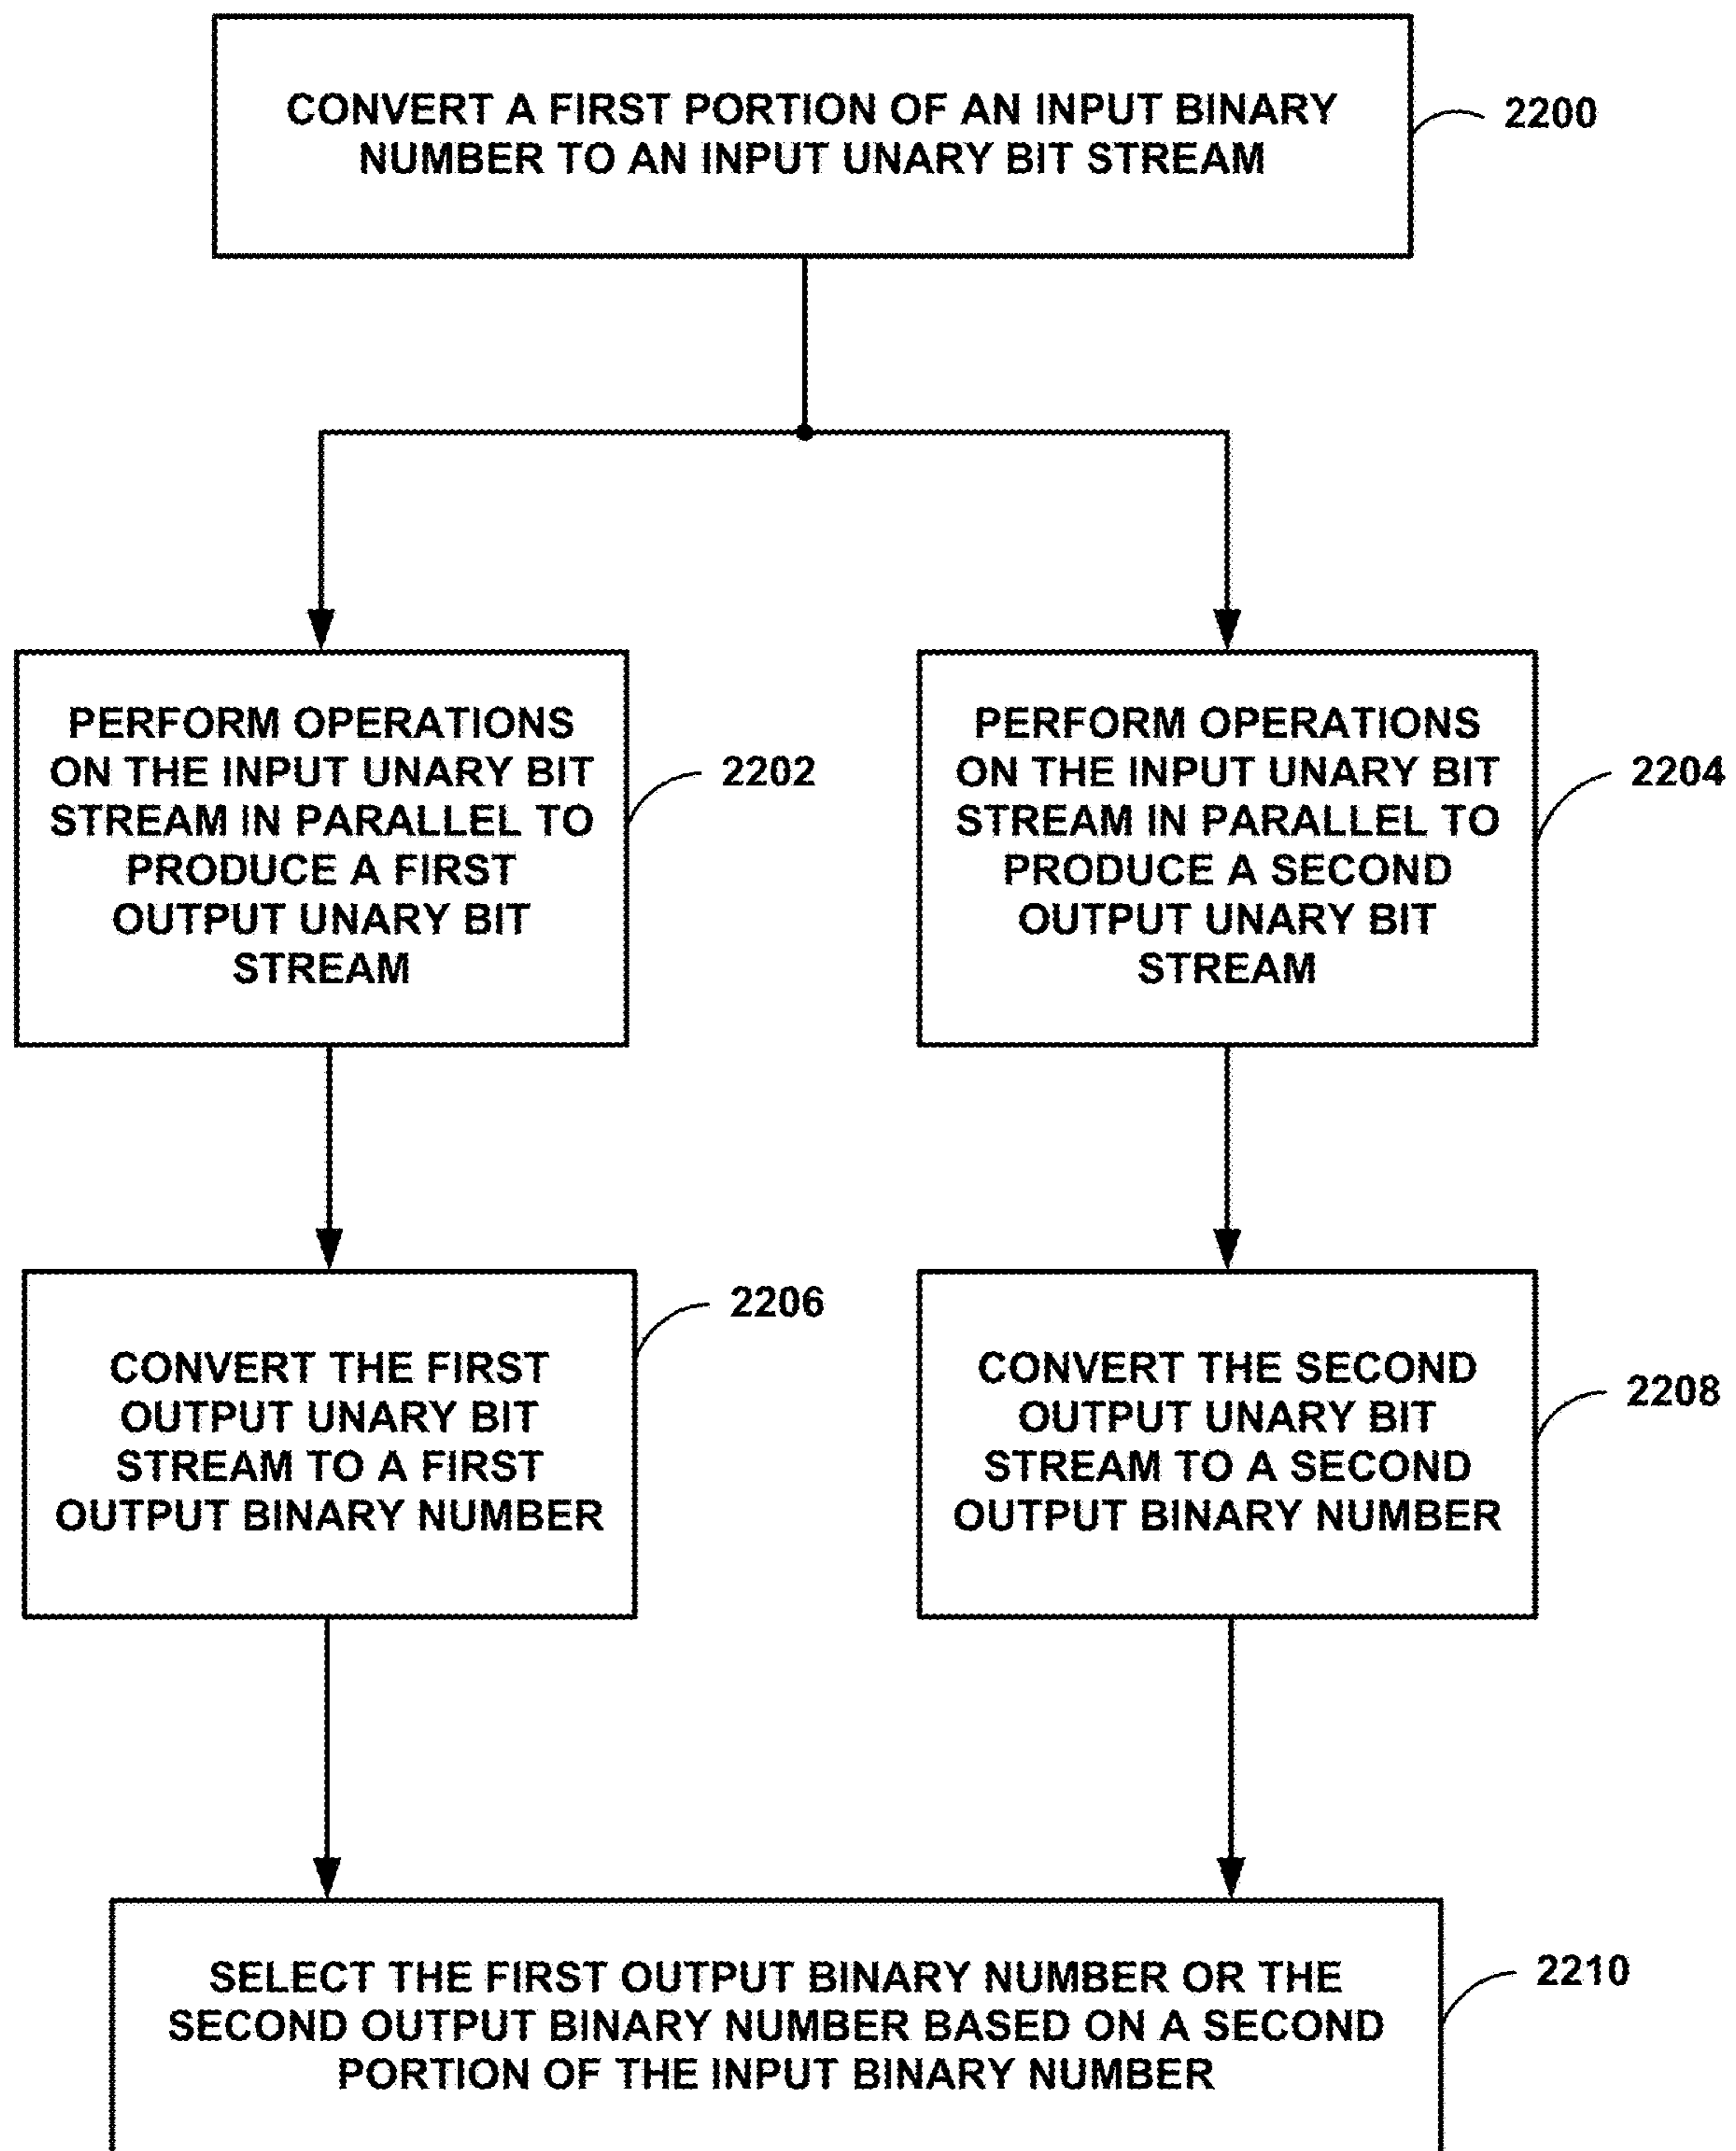 CONVERT A FIRST PORTION OF AN INPUT BINARY
NUMBER TO AN INPUT UNARY BIT STREAM
2200
PERFORM OPERATIONS
ON THE INPUT UNARY BIT
STREAM IN PARALLEL TO
PRODUCE A FIRST
OUTPUT UNARY BIT
STREAM
2202
PERFORM OPERATIONS
ON THE INPUT UNARY BIT
STREAM IN PARALLEL TO
PRODUCE A SECOND
OUTPUT UNARY BIT
STREAM
2204
CONVERT THE FIRST
OUTPUT UNARY BIT
STREAM TO A FIRST
OUTPUT BINARY NUMBER
2206
CONVERT THE SECOND
OUTPUT UNARY BIT
STREAM TO A SECOND
OUTPUT BINARY NUMBER
2208
SELECT THE FIRST OUTPUT BINARY NUMBER OR THE
SECOND OUTPUT BINARY NUMBER BASED ON A SECOND
PORTION OF THE INPUT BINARY NUMBER
2210